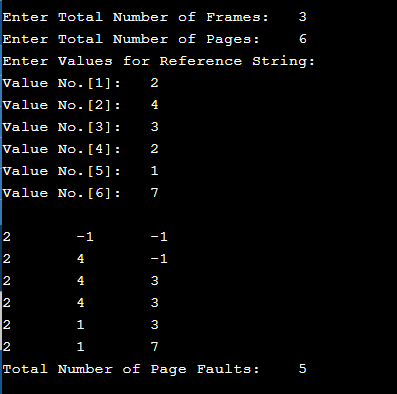 Enter Total Number of Frames:   3
Enter Total Number of Pages:    6
Enter Values for Reference String:
Value No.[1]:   2
Value No.[2]:   4
Value No.[3]:   3
Value No.[4]:   2
Value No.[5]:   1
Value No.[6]:   7
2       -1      -1
2       4       -1
2       4       3
2       4       3
2       1       3
2       1       7
Total Number of Page Faults:    5